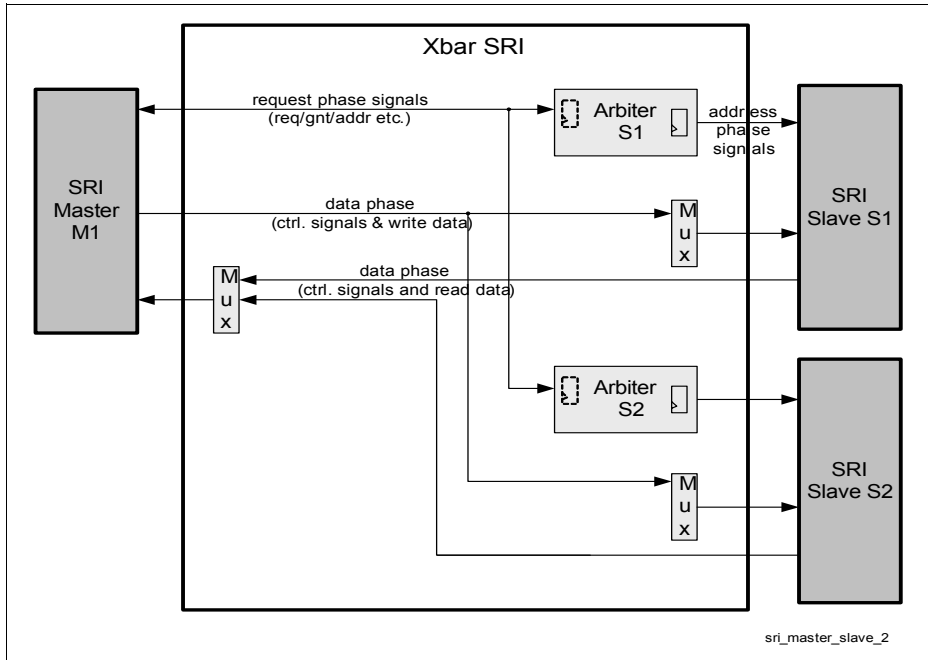 Xbar SRI
request phase signals
(req/gnt/addr etc.)
Arbiter
S1
address
phase
signals
SRI
Master
M1
data phase
(ctrl. signals & write data)
M
u
x
SRI
Slave S1
data phase
(ctrl. signals and read data)
M
u
x
Arbiter
S2
SRI
Slave S2
M
u
x
sri_master_slave_2